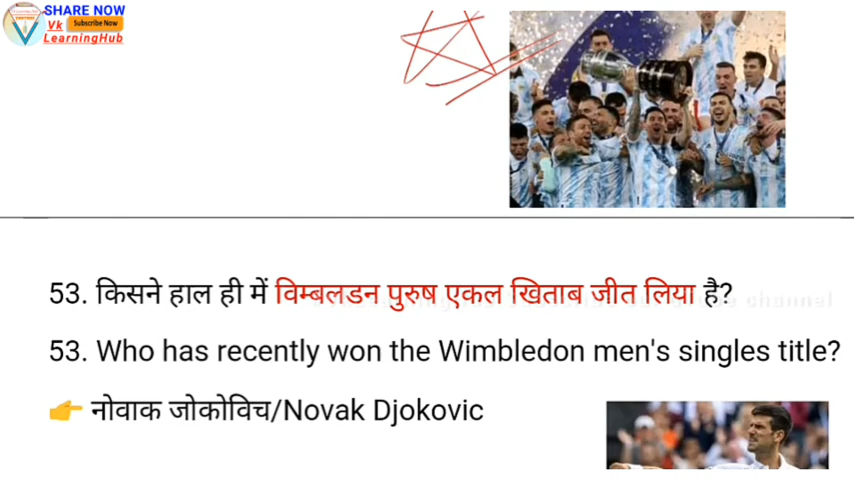 SHARE NOW
Vk
Subscribe Now
LearningHub
53. किसने हाल ही में विम्बलडन पुरुष एकल खिताब जीत लिया है?
53. Who has recently won the Wimbledon men's singles title?
👉 नोवाक जोकोविच/Novak Djokovic